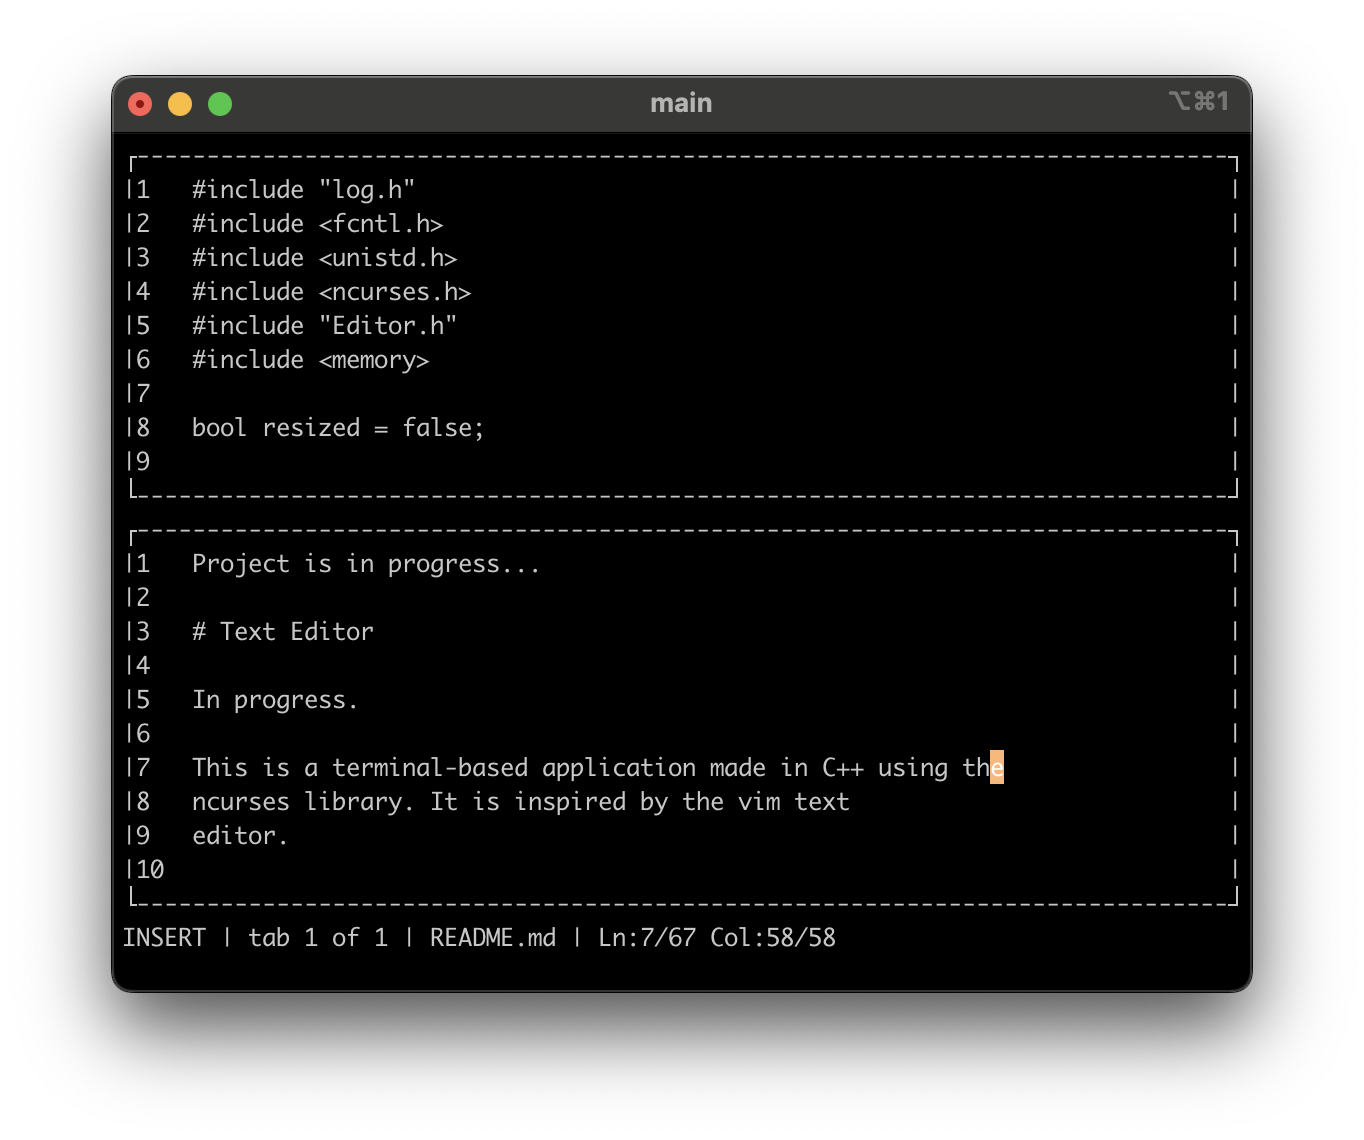 main
⌥⌘1
1 #include "log.h"
2 #include <fcntl.h>
3 #include <unistd.h>
4 #include <ncurses.h>
5 #include "Editor.h"
6 #include <memory>
7
8 bool resized = false;
9
1 Project is in progress...
2
3 # Text Editor
4
5 In progress.
6
7 This is a terminal-based application made in C++ using the
8 ncurses library. It is inspired by the vim text
9 editor.
10
INSERT | tab 1 of 1 | README.md | Ln:7/67 Col:58/58